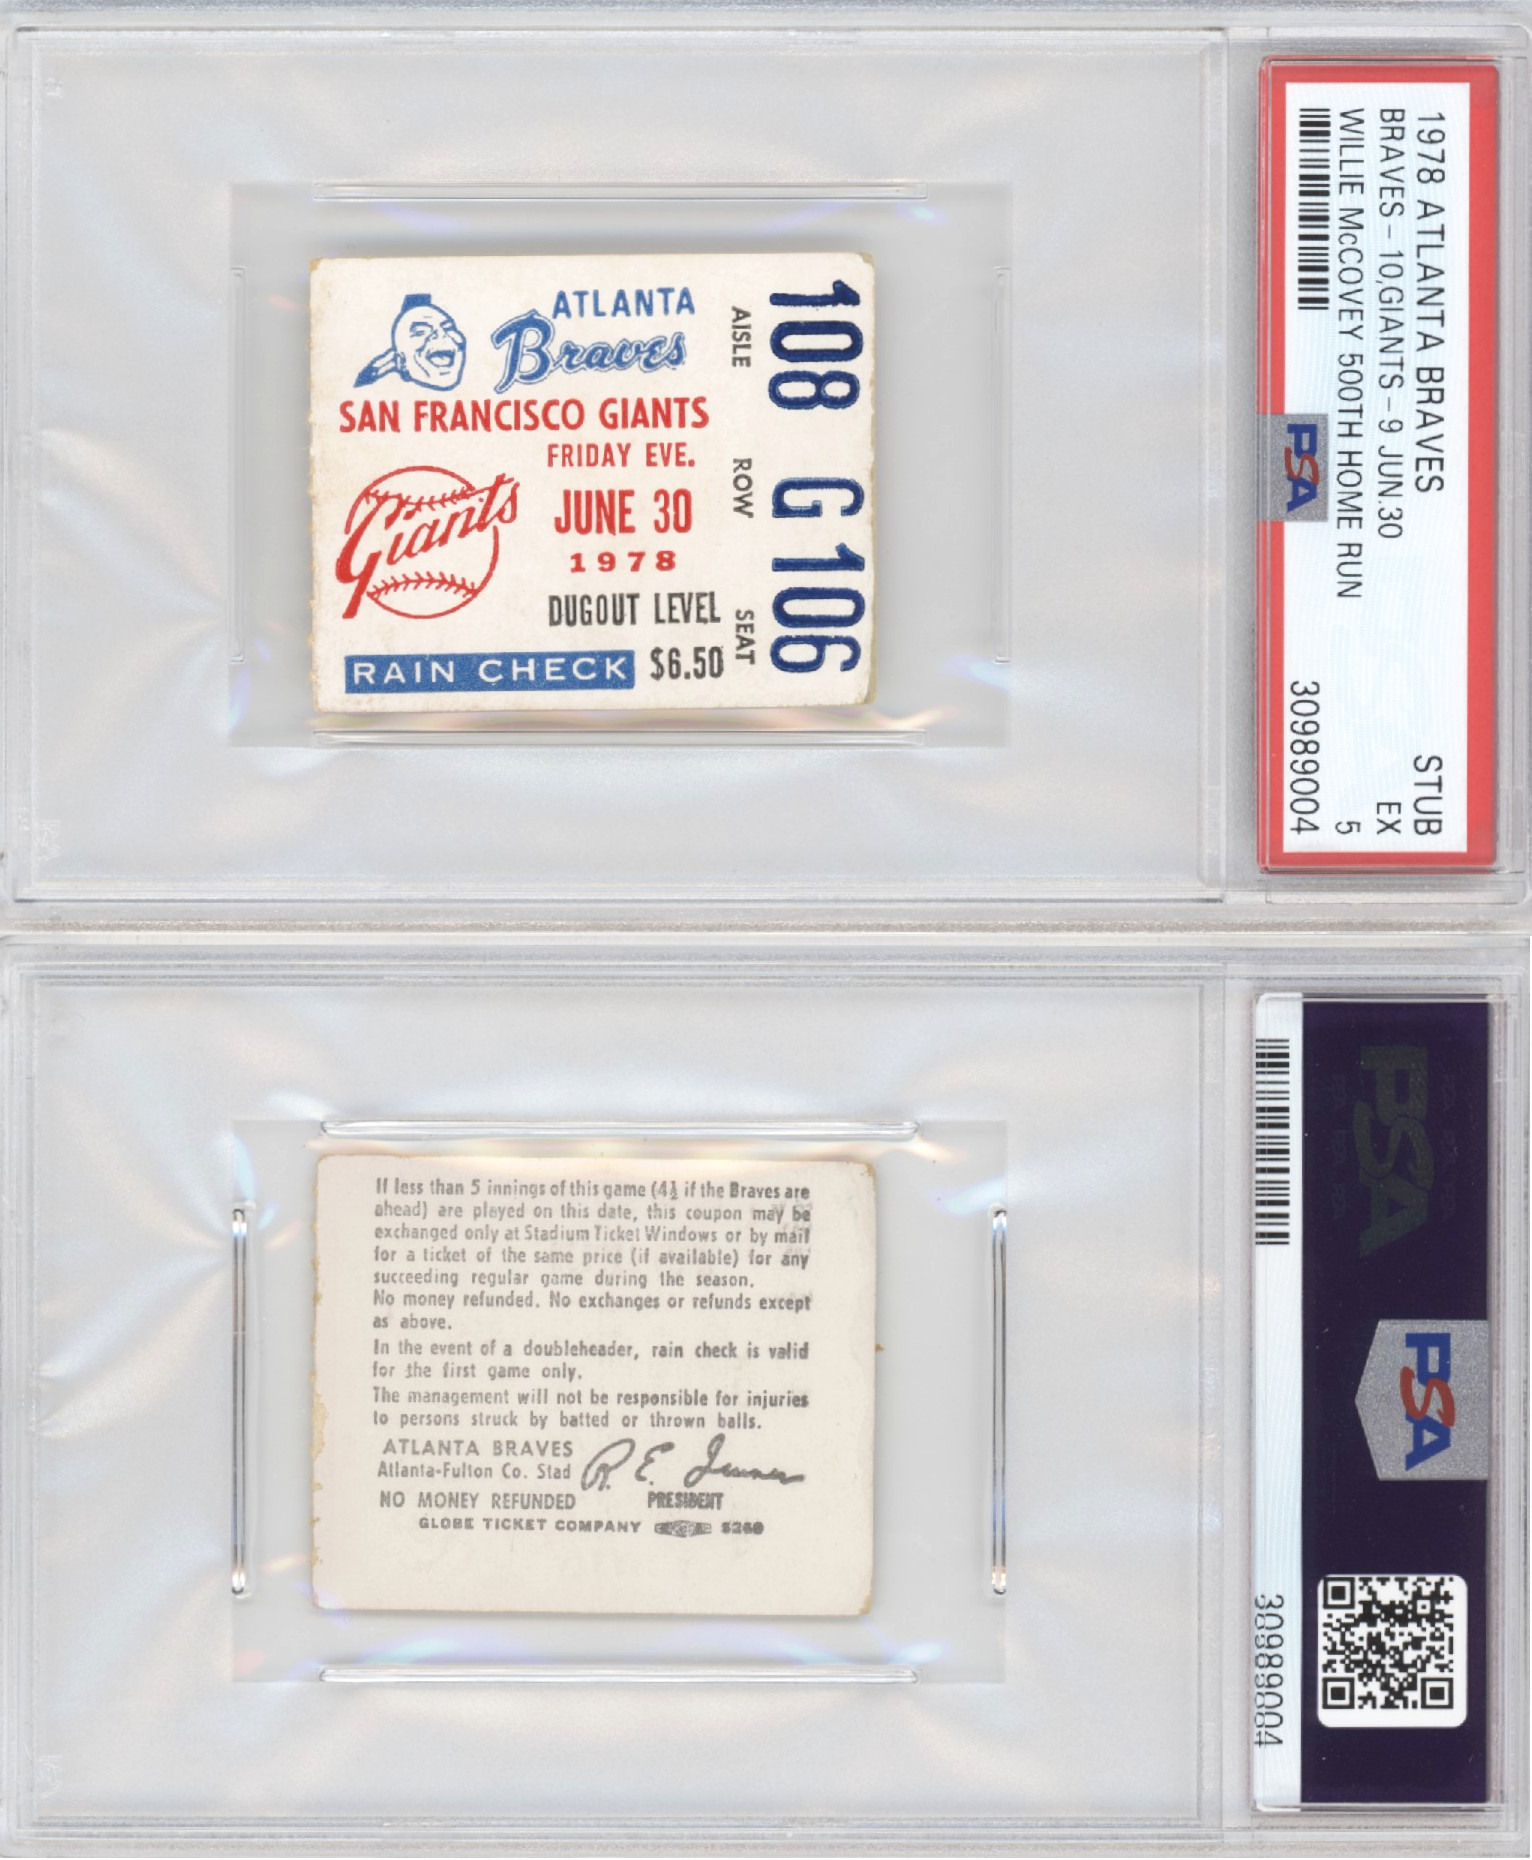 1978 ATLANTA BRAVES STUB
BRAVES-10,GIANTS-9 JUN.30 EX
WILLIE McCOVEY 500TH HOME RUN 5
30989004
PSA
ATLANTA
Braves
SAN FRANCISCO GIANTS
FRIDAY EVE.
Giants
JUNE 30
1978
DUGOUT LEVEL
RAIN CHECK $6.50
AISLE ROW SEAT
108 G 106
If less than 5 innings of this game (4½ if the Braves are
ahead) are played on this date, this coupon may be
exchanged only at Stadium Ticket Windows or by mail
for a ticket of the same price (if available) for any
succeeding regular game during the season.
No money refunded. No exchanges or refunds except
as above.
In the event of a doubleheader, rain check is valid
for the first game only.
The management will not be responsible for injuries
to persons struck by batted or thrown balls.
ATLANTA BRAVES
Atlanta-Fulton Co. Stad R. E.
NO MONEY REFUNDED PRESIDENT
GLOBE TICKET COMPANY
PSA
PSA
30989004